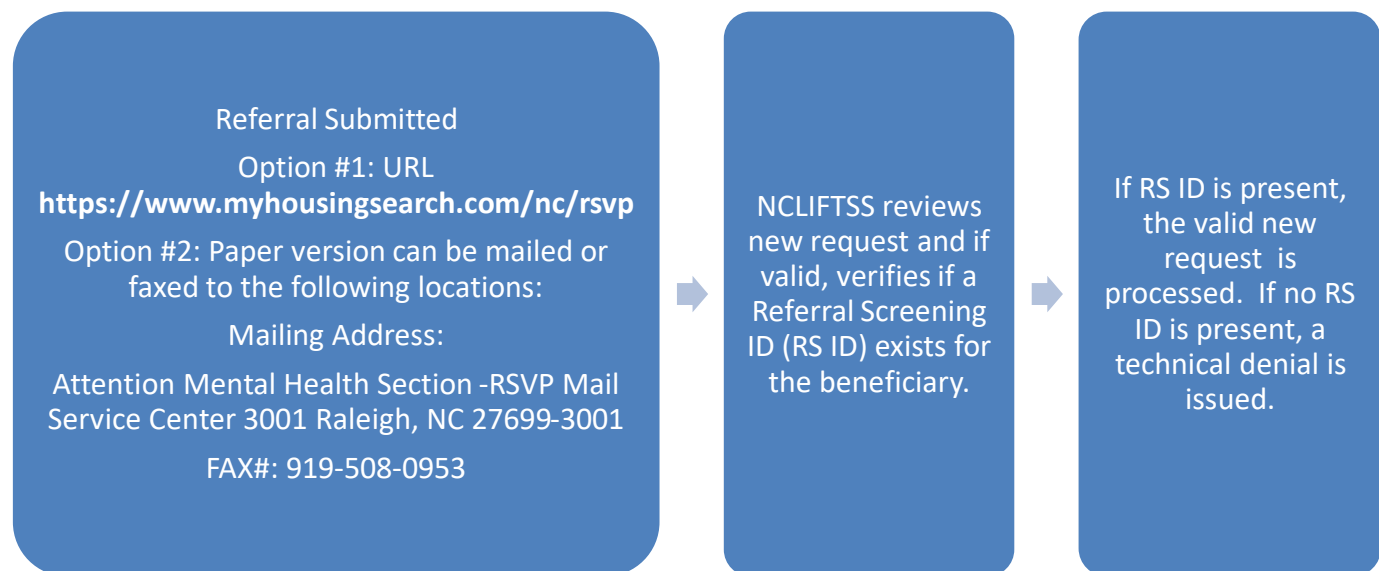 Referral Submitted
Option #1: URL
https://www.myhousingsearch.com/nc/rsvp
Option #2: Paper version can be mailed or
faxed to the following locations:
Mailing Address:
Attention Mental Health Section -RSVP Mail
Service Center 3001 Raleigh, NC 27699-3001
FAX#: 919-508-0953
NCLIFTSS reviews
new request and if
valid, verifies if a
Referral Screening
ID (RS ID) exists for
the beneficiary.
If RS ID is present,
the valid new
request is
processed. If no RS
ID is present, a
technical denial is
issued.